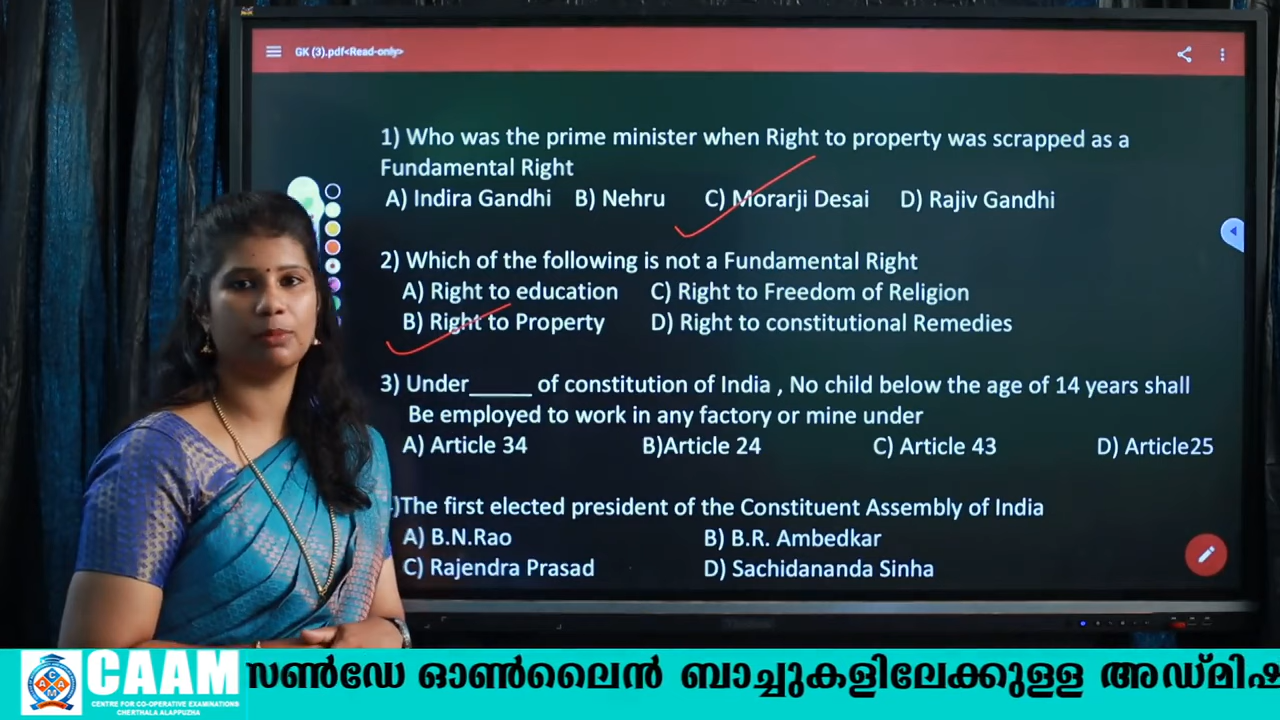 GK (3).pdf<Read-only>
1) Who was the prime minister when Right to property was scrapped as a
Fundamental Right
A) Indira Gandhi B) Nehru C) Morarji Desai D) Rajiv Gandhi
2) Which of the following is not a Fundamental Right
A) Right to education C) Right to Freedom of Religion
B) Right to Property D) Right to constitutional Remedies
3) Under_____ of constitution of India , No child below the age of 14 years shall
Be employed to work in any factory or mine under
A) Article 34 B)Article 24 C) Article 43 D) Article25
)The first elected president of the Constituent Assembly of India
A) B.N.Rao B) B.R. Ambedkar
C) Rajendra Prasad D) Sachidananda Sinha
CAAM
CENTRE FOR CO-OPERATIVE EXAMINATIONS
CHERTHALA ALAPPUZHA
സൺഡേ ഓൺലൈൻ ബാച്ചുകളിലേക്കുളള